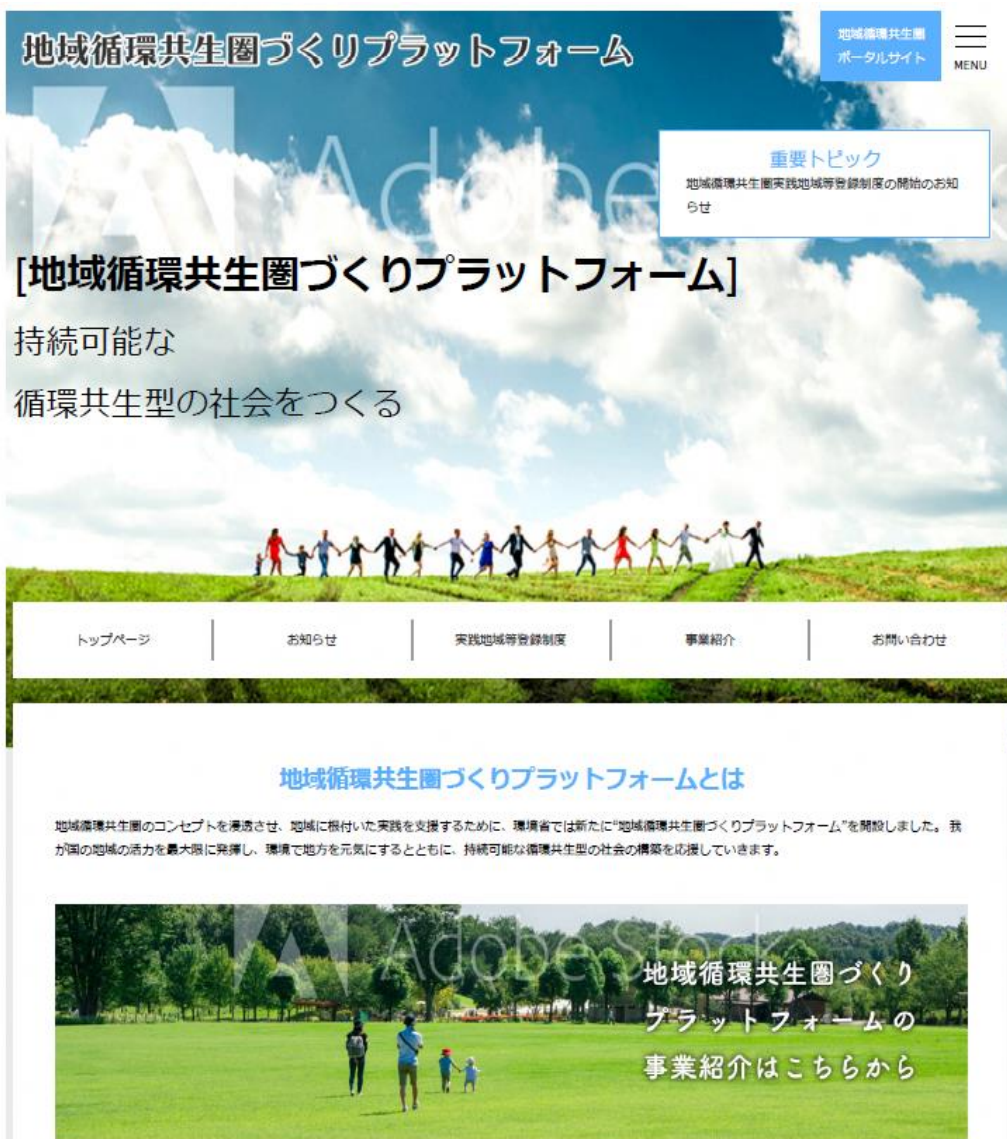 地域循環共生圏づくりプラットフォーム
地域循環共生圏
ポータルサイト
MENU
重要トピック
地域循環共生圏実践地域等登録制度の開始のお知
らせ
Adobe
[地域循環共生圏づくりプラットフォーム]
持続可能な
循環共生型の社会をつくる
トップページ
お知らせ
実践地域等登録制度
事業紹介
お問い合わせ
地域循環共生圏づくりプラットフォームとは
地域循環共生圏のコンセプトを浸透させ、地域に根付いた実践を支援するために、環境省では新たに“地域循環共生圏づくりプラットフォーム”を開設しました。 我
が国の地域の活力を最大限に発揮し、環境で地方を元気にするとともに、持続可能な循環共生型の社会の構築を応援していきます。
Adobe Stock
地域循環共生圏づくり
プラットフォームの
事業紹介はこちらから